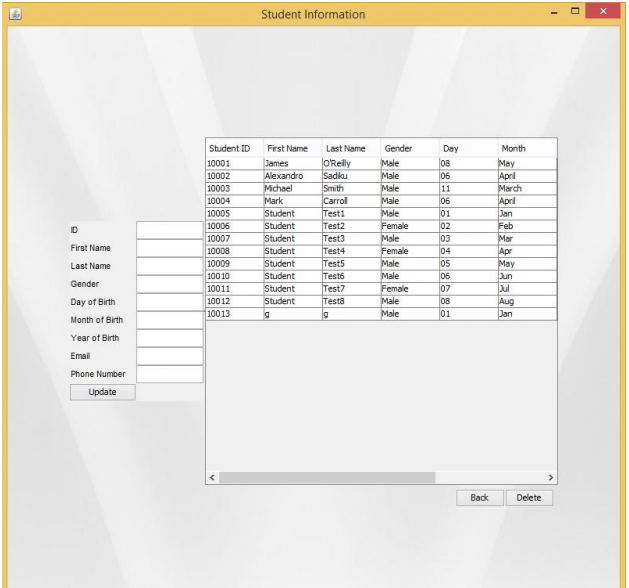 Student Information
Student ID First Name Last Name Gender Day Month
10001 James O'Reilly Male 08 May
10002 Alexandro Sadiku Male 06 April
10003 Michael Smith Male 11 March
10004 Mark Carroll Male 06 April
10005 Student Test1 Male 01 Jan
10006 Student Test2 Female 02 Feb
10007 Student Test3 Male 03 Mar
10008 Student Test4 Female 04 Apr
10009 Student Test5 Male 05 May
10010 Student Test6 Male 06 Jun
10011 Student Test7 Female 07 Jul
10012 Student Test8 Male 08 Aug
10013 g g Male 01 Jan
ID
First Name
Last Name
Gender
Day of Birth
Month of Birth
Year of Birth
Email
Phone Number
Update
Back Delete